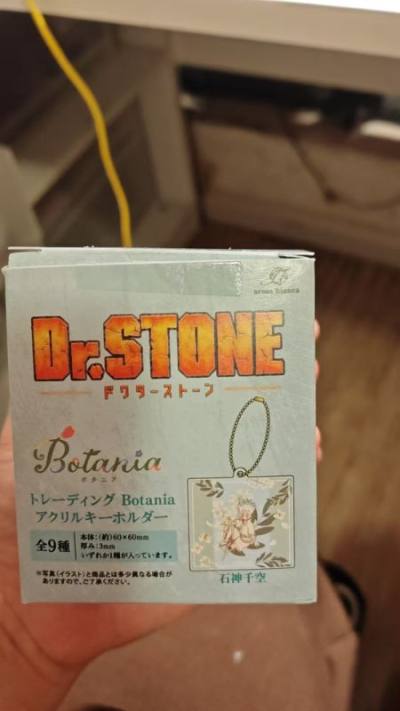 arma bianca
Dr.STONE
ドクターストーン
Botania
ボタニア
トレーディング Botania
アクリルキーホルダー
全9種
本体:(約)60×60mm
厚み:3mm
いずれか1種が入っています。
石神千空
※写真(イラスト)と商品とは多少異なる場合が
ありますので、ご了承ください。